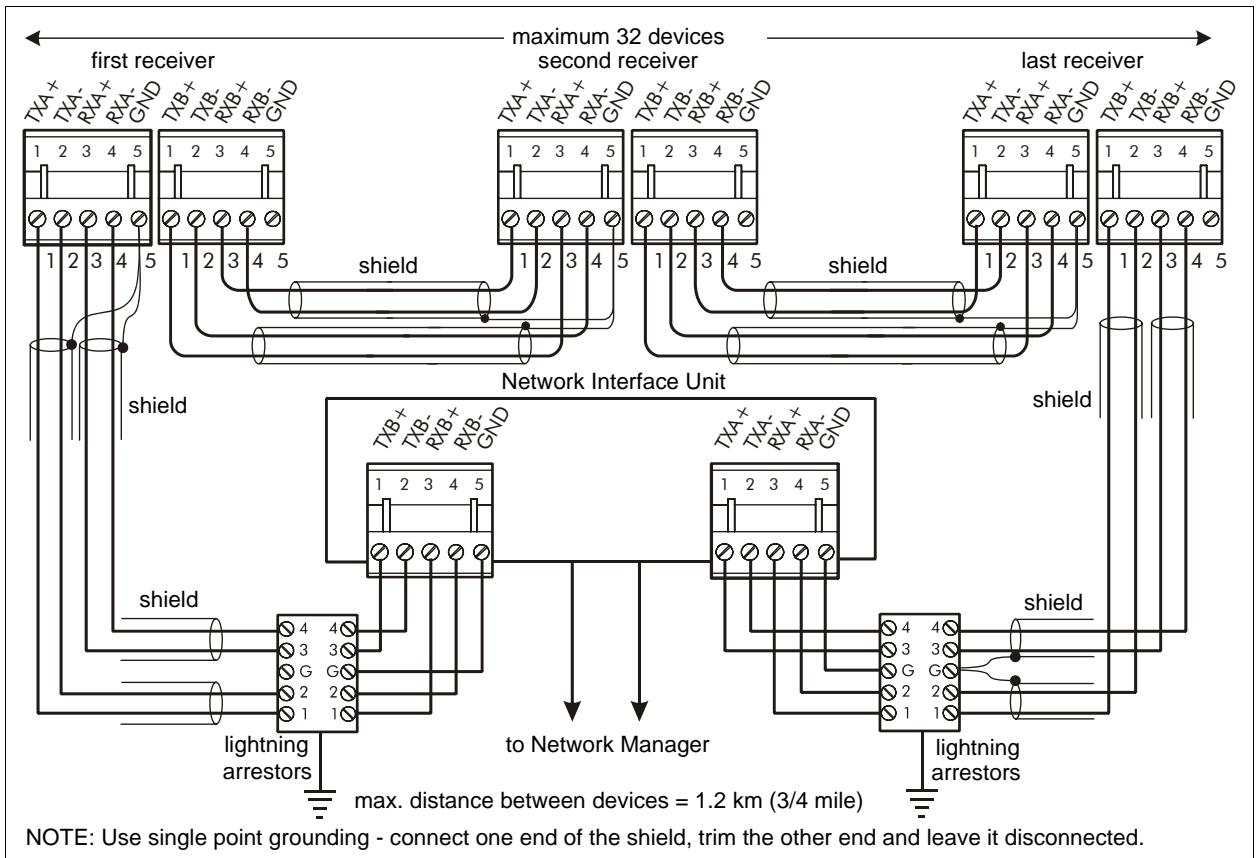 maximum 32 devices
first receiver
second receiver
last receiver
TXA+ TXA- RXA+ RXA- GND
TXB+ TXB- RXB+ RXB- GND
TXA+ TXA- RXA+ RXA- GND
TXB+ TXB- RXB+ RXB- GND
TXA+ TXA- RXA+ RXA- GND
TXB+ TXB- RXB+ RXB- GND
1 2 3 4 5
1 2 3 4 5
1 2 3 4 5
1 2 3 4 5
1 2 3 4 5
1 2 3 4 5
1 2 3 4 5
1 2 3 4 5
1 2 3 4 5
1 2 3 4 5
1 2 3 4 5
1 2 3 4 5
shield
shield
shield
shield
Network Interface Unit
TXB+ TXB- RXB+ RXB- GND
TXA+ TXA- RXA+ RXA- GND
1 2 3 4 5
1 2 3 4 5
shield
shield
4 4
3 3
G G
2 2
1 1
4 4
3 3
G G
2 2
1 1
lightning
arrestors
to Network Manager
lightning
arrestors
max. distance between devices = 1.2 km (3/4 mile)
NOTE: Use single point grounding - connect one end of the shield, trim the other end and leave it disconnected.